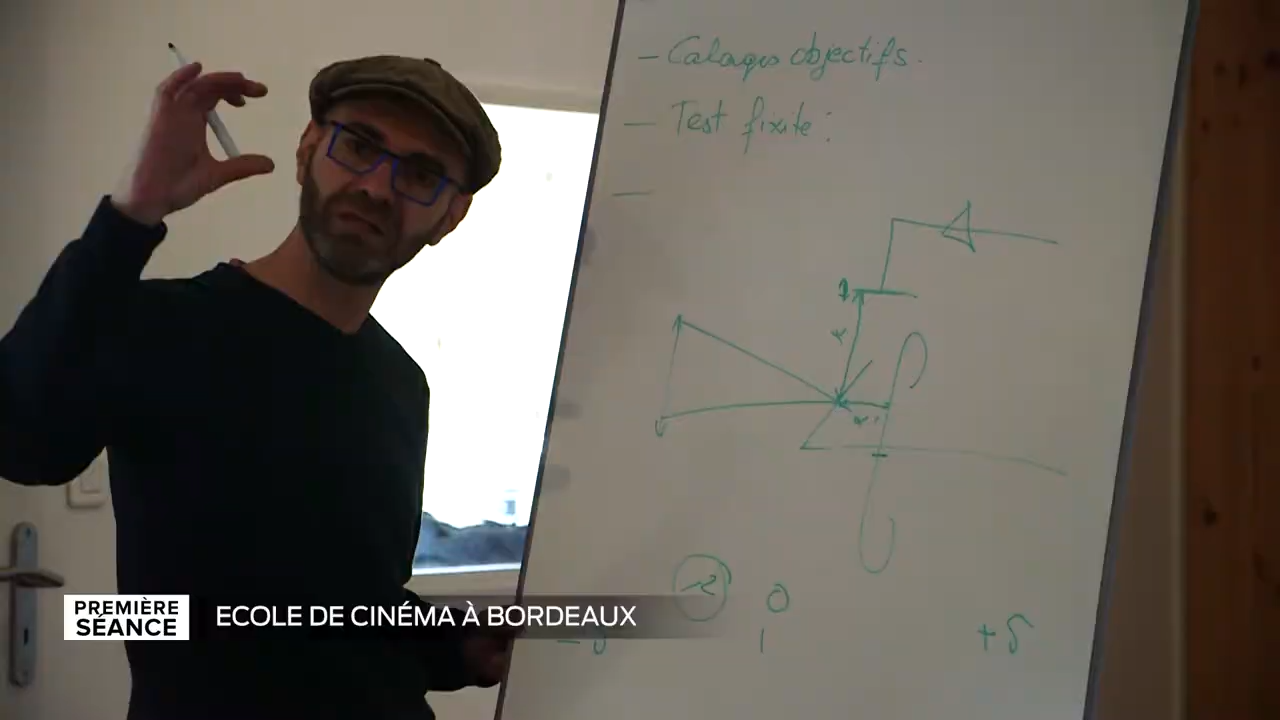 – Calages objectifs.
– Test fixite :
–
0
+5
PREMIÈRE
SÉANCE
ECOLE DE CINÉMA À BORDEAUX